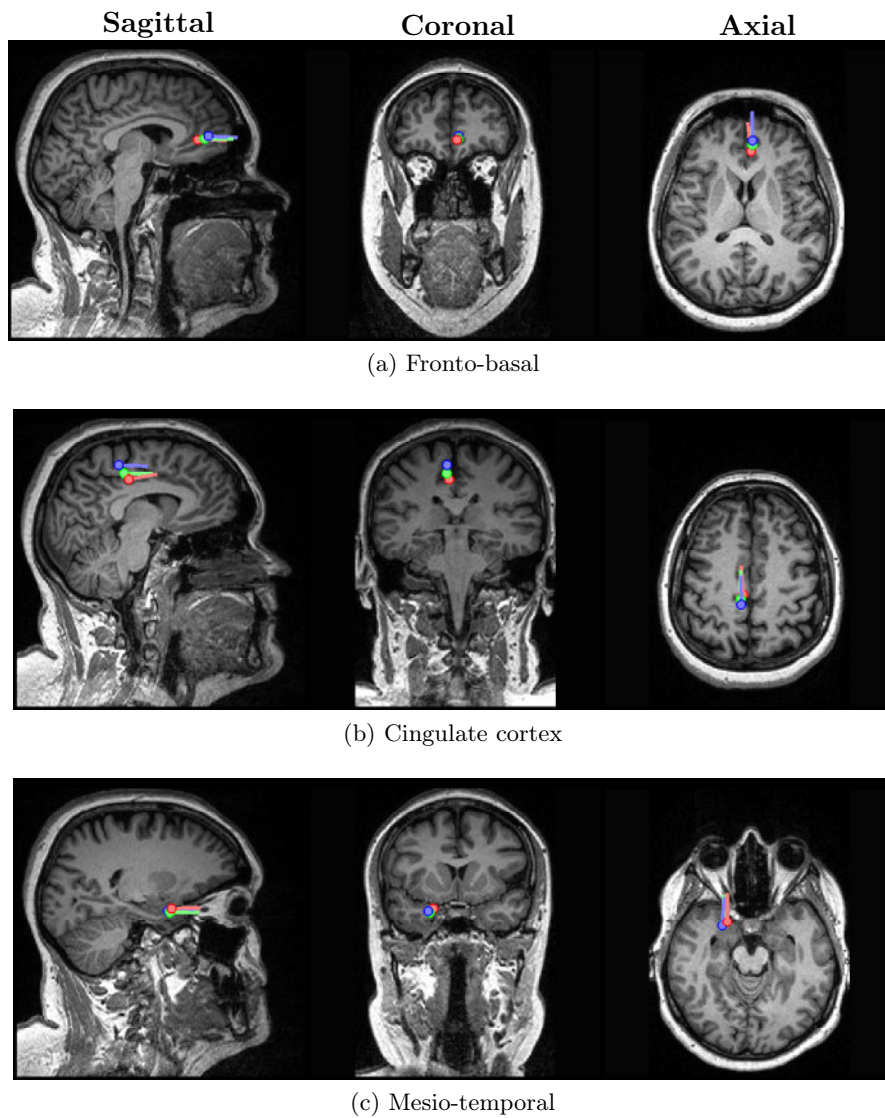 Sagittal Coronal Axial
(a) Fronto-basal
(b) Cingulate cortex
(c) Mesio-temporal